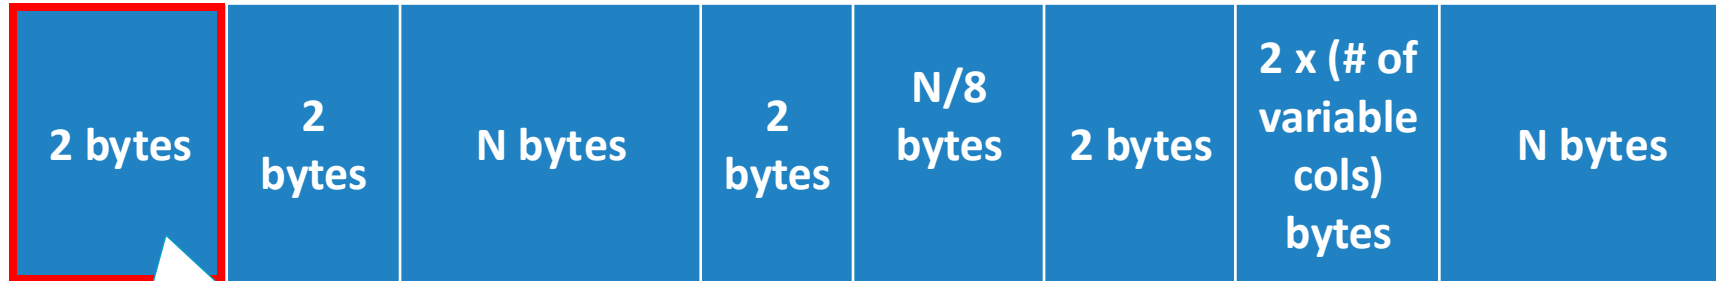 2 bytes
2
bytes
N bytes
2
bytes
N/8
bytes
2 bytes
2 x (# of
variable
cols)
bytes
N bytes